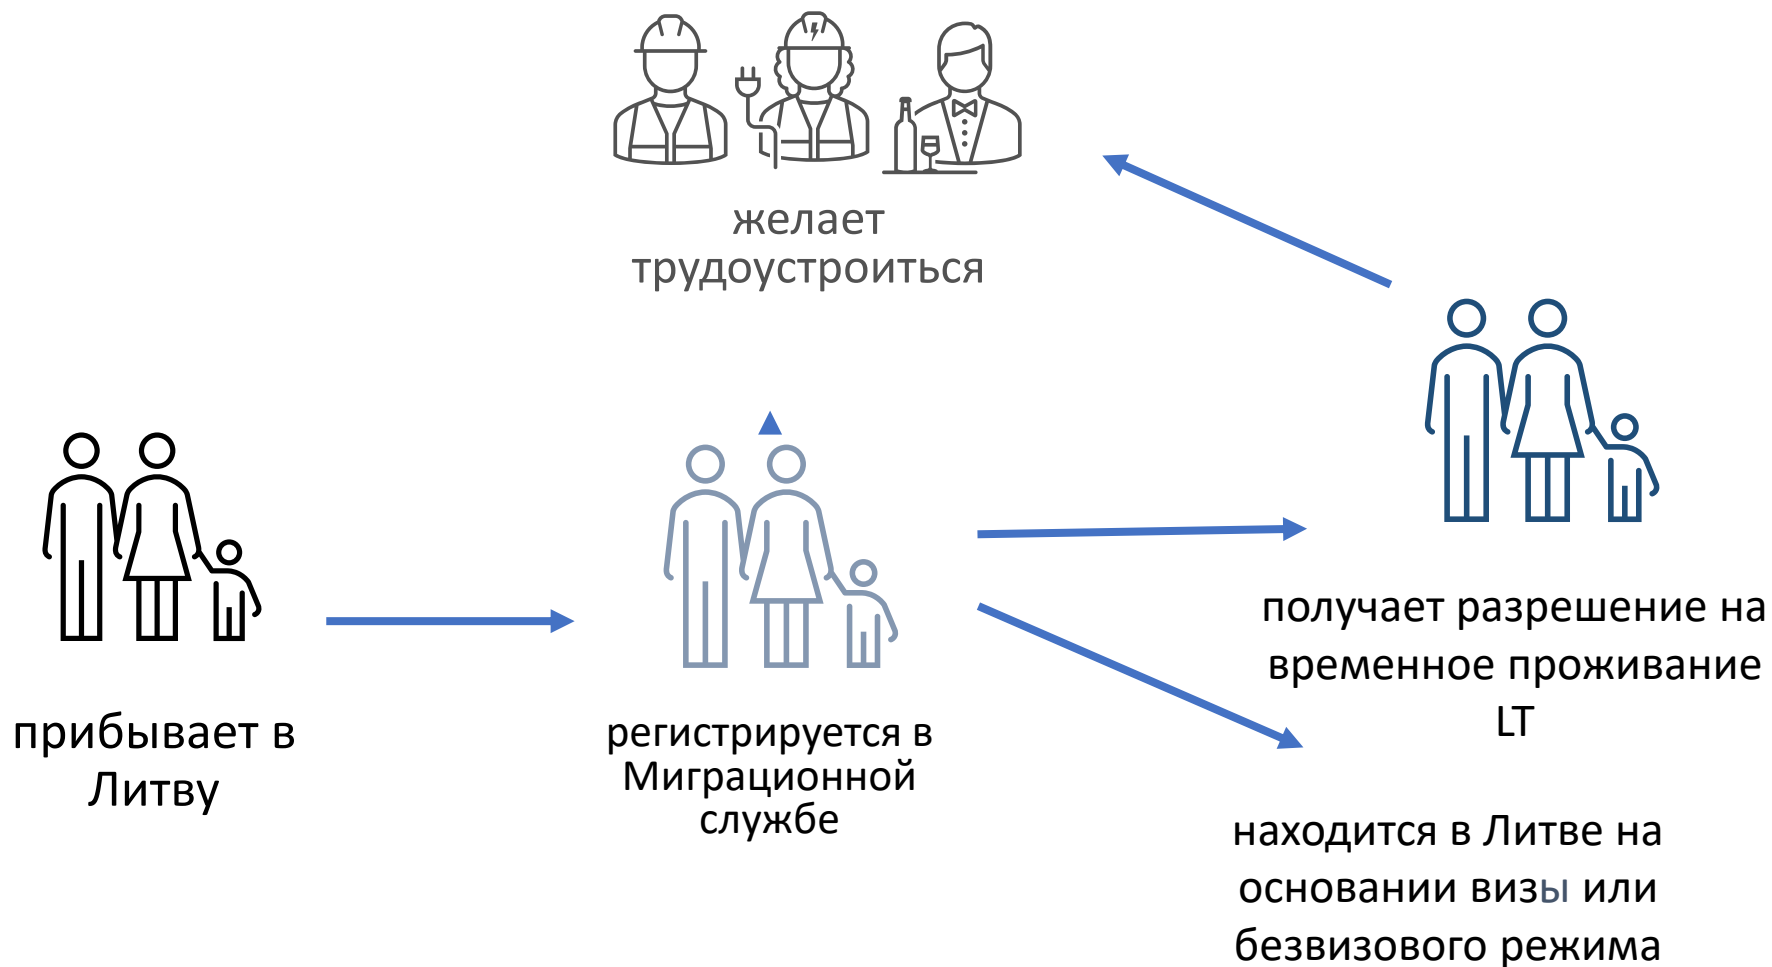 желает
трудоустроиться
прибывает в
Литву
регистрируется в
Миграционной
службе
получает разрешение на
временное проживание
LT
находится в Литве на
основании визы или
безвизового режима